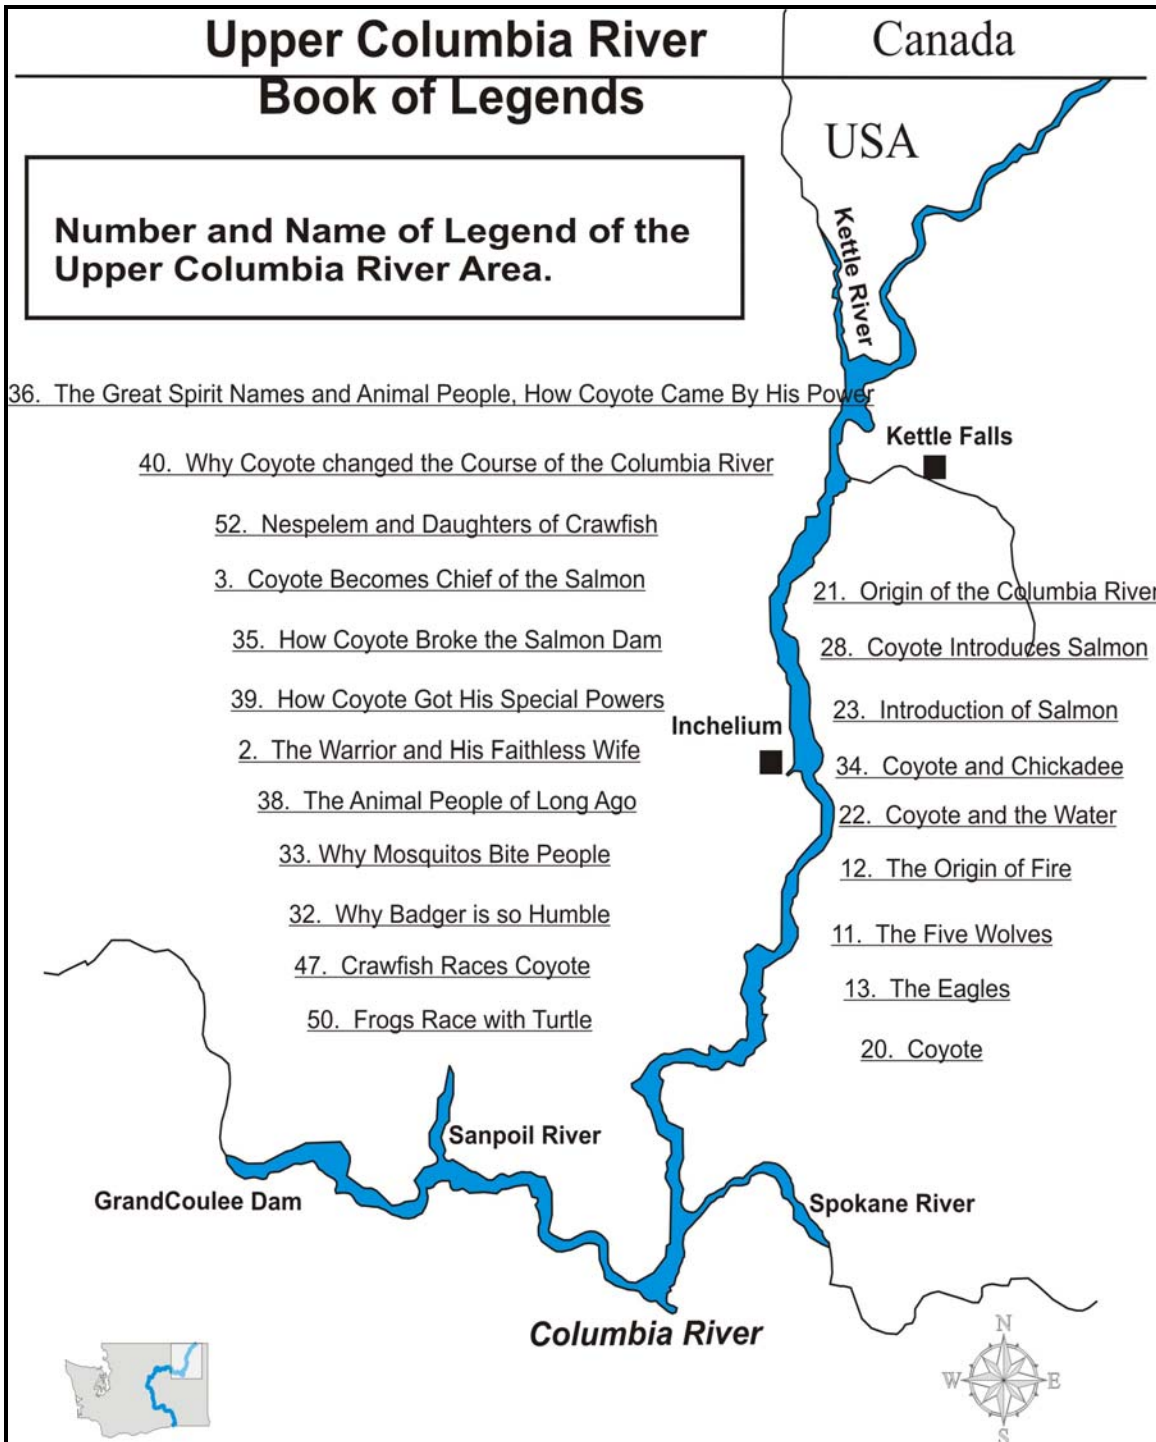 Upper Columbia River
Book of Legends
Canada
USA
Number and Name of Legend of the
Upper Columbia River Area.
Kettle River
36. The Great Spirit Names and Animal People, How Coyote Came By His Power
Kettle Falls
40. Why Coyote changed the Course of the Columbia River
52. Nespelem and Daughters of Crawfish
3. Coyote Becomes Chief of the Salmon
35. How Coyote Broke the Salmon Dam
39. How Coyote Got His Special Powers
2. The Warrior and His Faithless Wife
38. The Animal People of Long Ago
33. Why Mosquitos Bite People
32. Why Badger is so Humble
47. Crawfish Races Coyote
50. Frogs Race with Turtle
Inchelium
21. Origin of the Columbia River
28. Coyote Introduces Salmon
23. Introduction of Salmon
34. Coyote and Chickadee
22. Coyote and the Water
12. The Origin of Fire
11. The Five Wolves
13. The Eagles
20. Coyote
Sanpoil River
GrandCoulee Dam
Spokane River
Columbia River
N
W
E
S